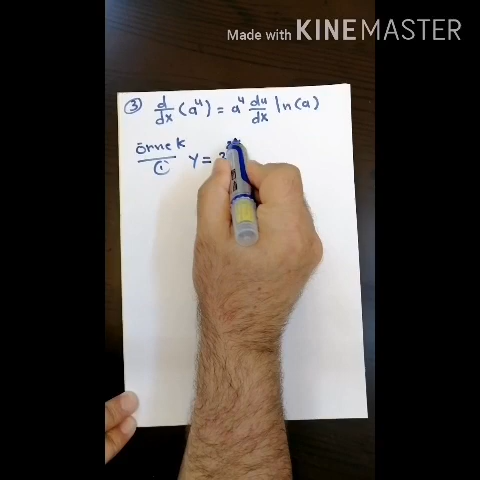 Made with KINEMASTER
③ d/dx (a^u) = a^u du/dx ln(a)
örnek
① y =